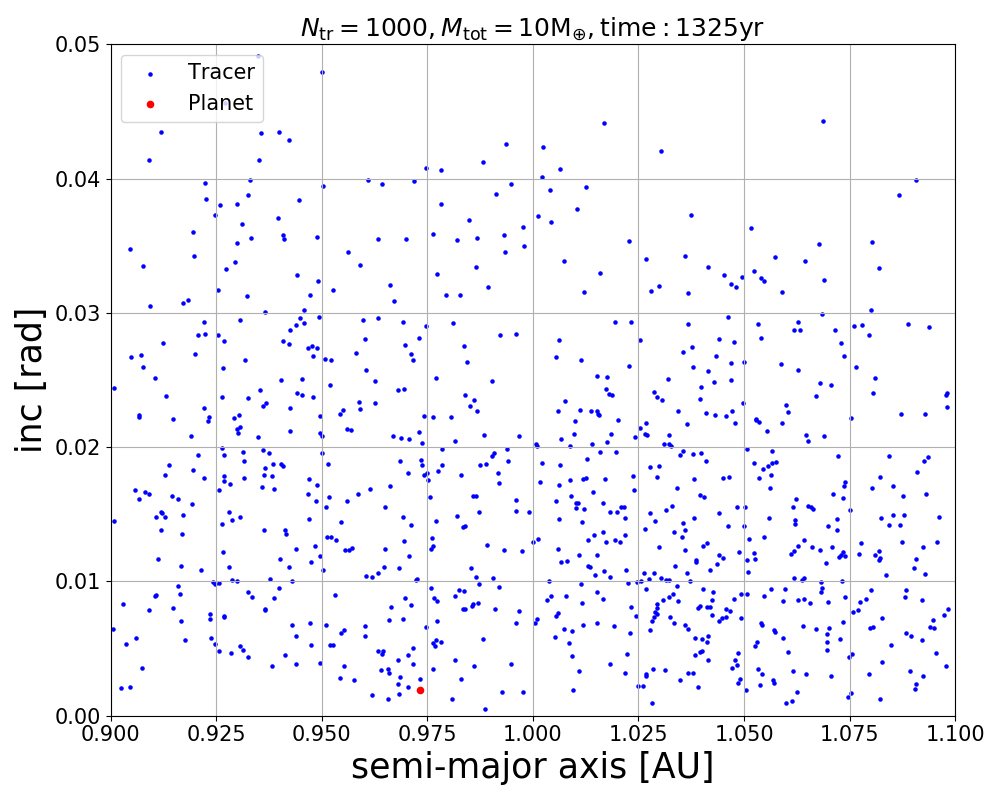 N_tr = 1000, M_tot = 10M_⊕, time : 1325yr
Tracer
Planet
0.05
0.04
0.03
0.02
0.01
0.00
inc [rad]
0.900 0.925 0.950 0.975 1.000 1.025 1.050 1.075 1.100
semi-major axis [AU]